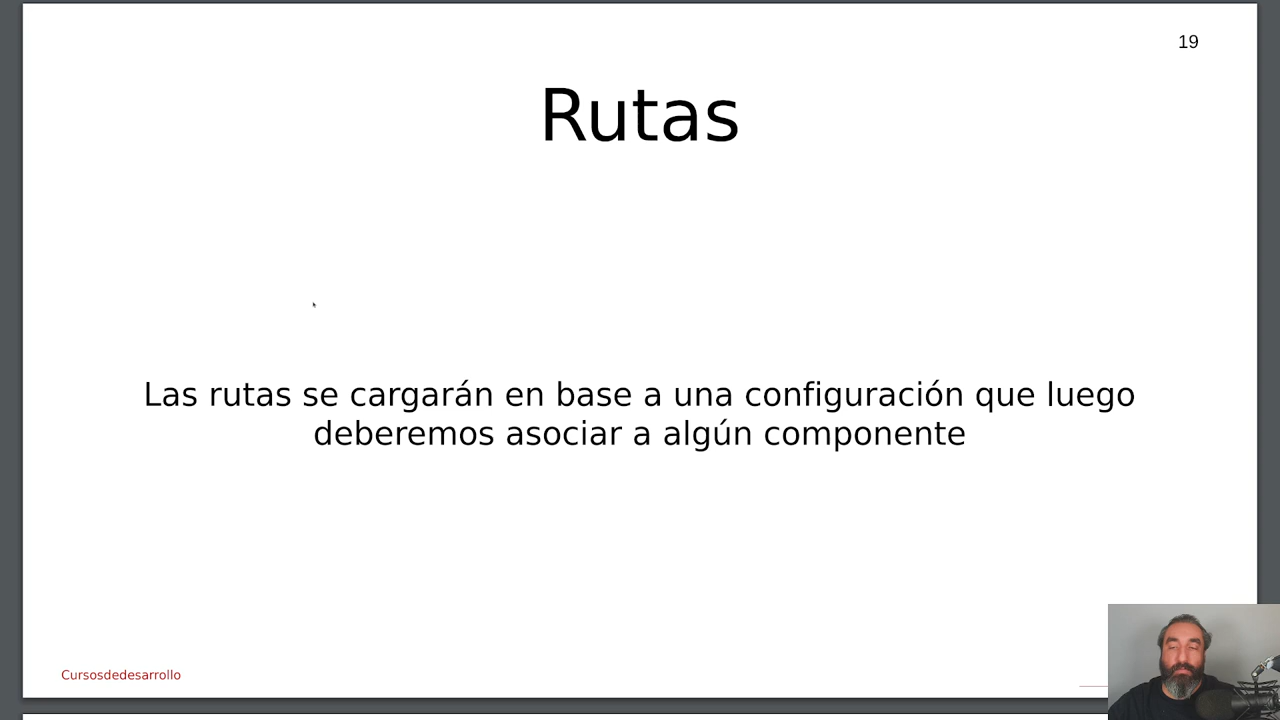 19
Rutas
Las rutas se cargarán en base a una configuración que luego
deberemos asociar a algún componente
Cursosdedesarrollo